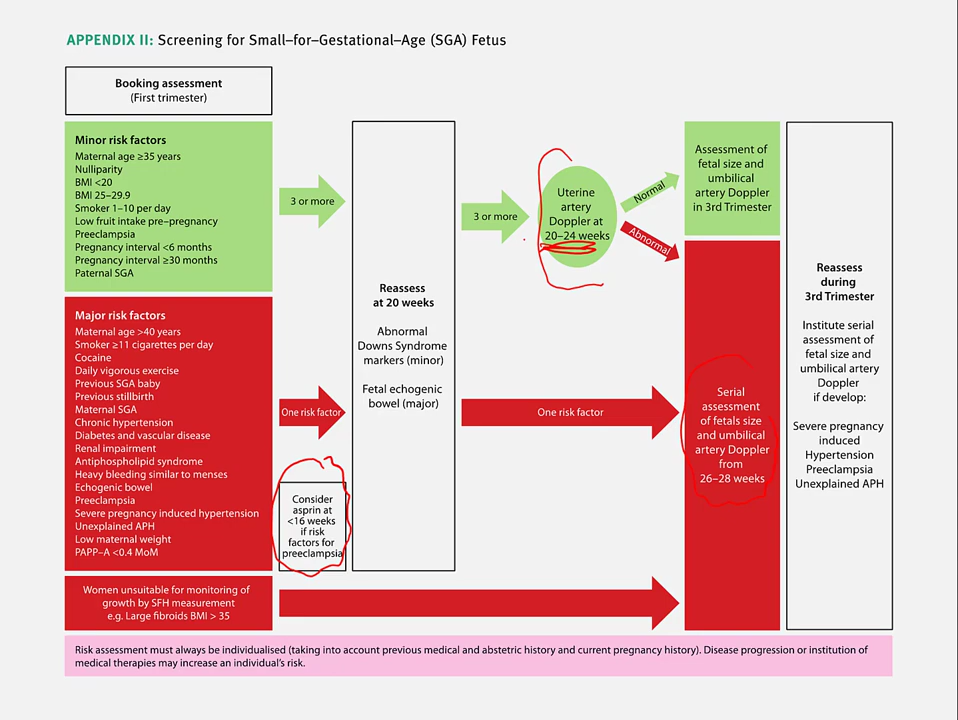 APPENDIX II: Screening for Small–for–Gestational–Age (SGA) Fetus
Booking assessment
(First trimester)
Minor risk factors
Maternal age ≥35 years
Nulliparity
BMI <20
BMI 25–29.9
Smoker 1–10 per day
Low fruit intake pre–pregnancy
Preeclampsia
Pregnancy interval <6 months
Pregnancy interval ≥30 months
Paternal SGA
3 or more
Major risk factors
Maternal age >40 years
Smoker ≥11 cigarettes per day
Cocaine
Daily vigorous exercise
Previous SGA baby
Previous stillbirth
Maternal SGA
Chronic hypertension
Diabetes and vascular disease
Renal impairment
Antiphospholipid syndrome
Heavy bleeding similar to menses
Echogenic bowel
Preeclampsia
Severe pregnancy induced hypertension
Unexplained APH
Low maternal weight
PAPP–A <0.4 MoM
One risk factor
Consider
asprin at
<16 weeks
if risk
factors for
preeclampsia
Women unsuitable for monitoring of
growth by SFH measurement
e.g. Large fibroids BMI > 35
Reassess
at 20 weeks
Abnormal
Downs Syndrome
markers (minor)
Fetal echogenic
bowel (major)
3 or more
Uterine
artery
Doppler at
20–24 weeks
Normal
Abnormal
One risk factor
Assessment of
fetal size and
umbilical
artery Doppler
in 3rd Trimester
Serial
assessment
of fetals size
and umbilical
artery Doppler
from
26–28 weeks
Reassess
during
3rd Trimester
Institute serial
assessment of
fetal size and
umbilical artery
Doppler
if develop:
Severe pregnancy
induced
Hypertension
Preeclampsia
Unexplained APH
Risk assessment must always be individualised (taking into account previous medical and abstetric history and current pregnancy history). Disease progression or institution of
medical therapies may increase an individual's risk.